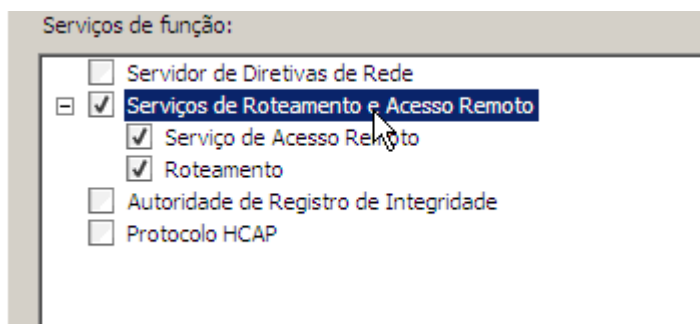 Serviços de função:
Servidor de Diretivas de Rede
Serviços de Roteamento e Acesso Remoto
Serviço de Acesso Remoto
Roteamento
Autoridade de Registro de Integridade
Protocolo HCAP